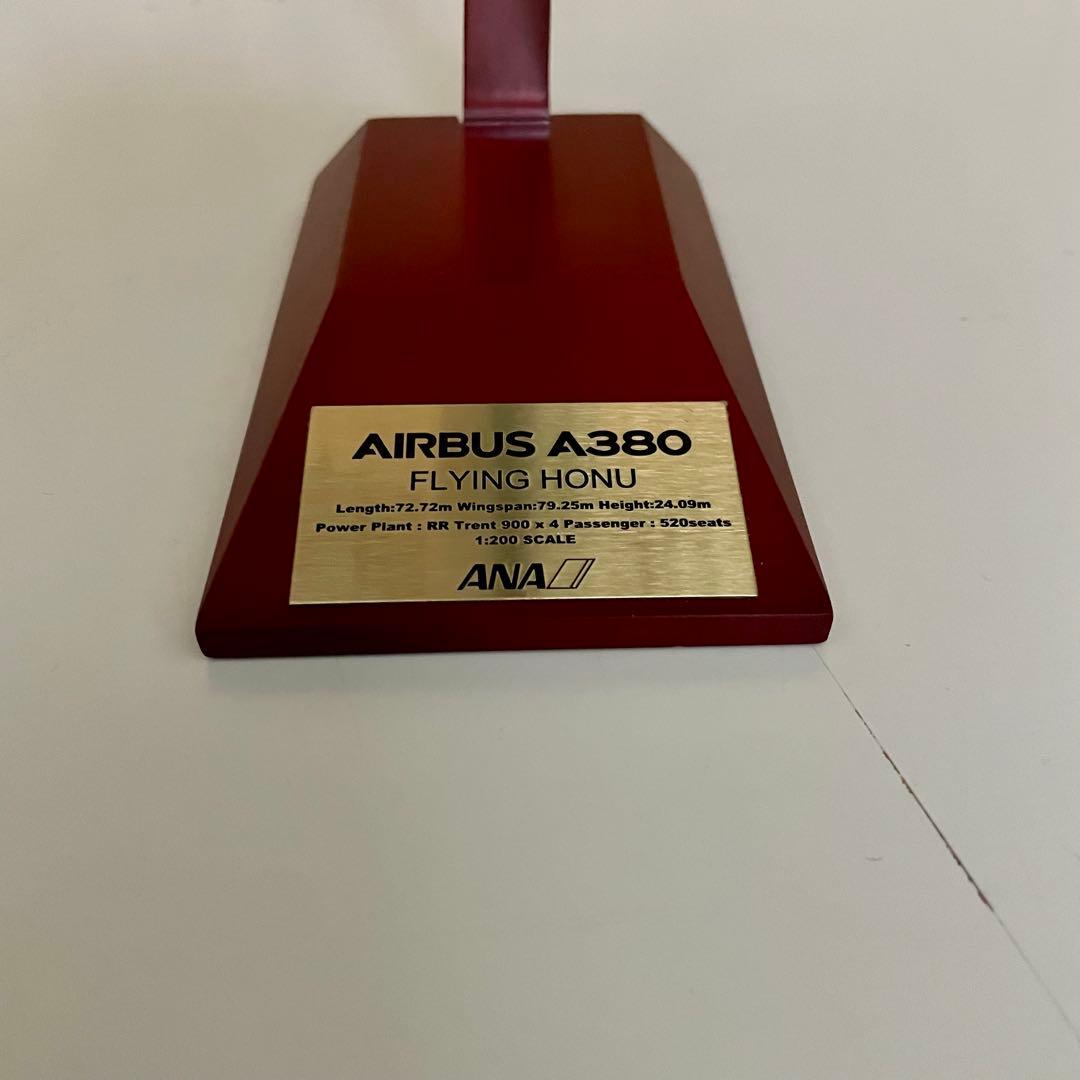 AIRBUS A380
FLYING HONU
Length:72.72m Wingspan:79.25m Height:24.09m
Power Plant : RR Trent 900 x 4 Passenger : 520seats
1:200 SCALE
ANA